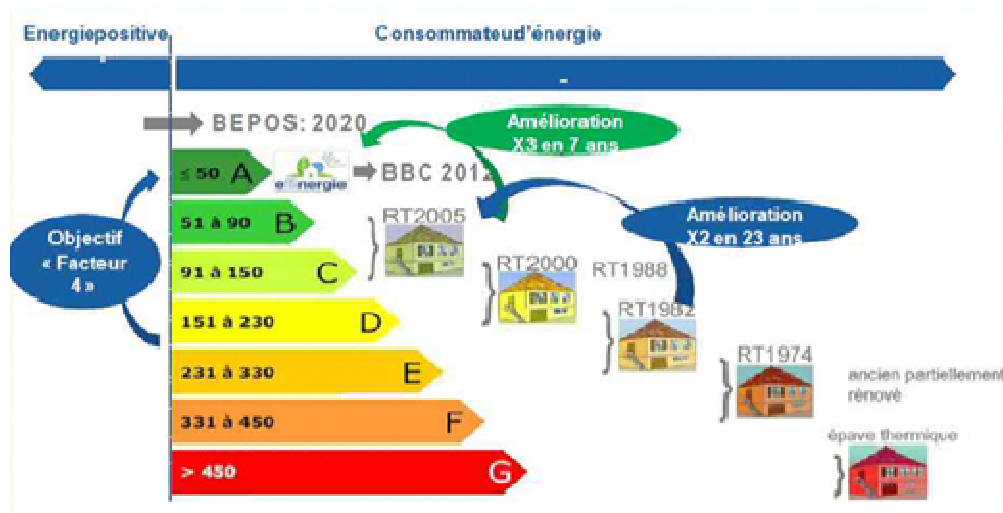 Energiepositive
Consommateud'énergie
BEPOS: 2020
Amélioration
X3 en 7 ans
≤ 50 A
effinergie
BBC 2012
51 à 90 B
RT2005
Amélioration
X2 en 23 ans
Objectif
« Facteur
4 »
91 à 150 C
RT2000
RT1988
151 à 230 D
RT1982
231 à 330 E
RT1974
ancien partiellement
rénové
331 à 450 F
épave thermique
> 450 G